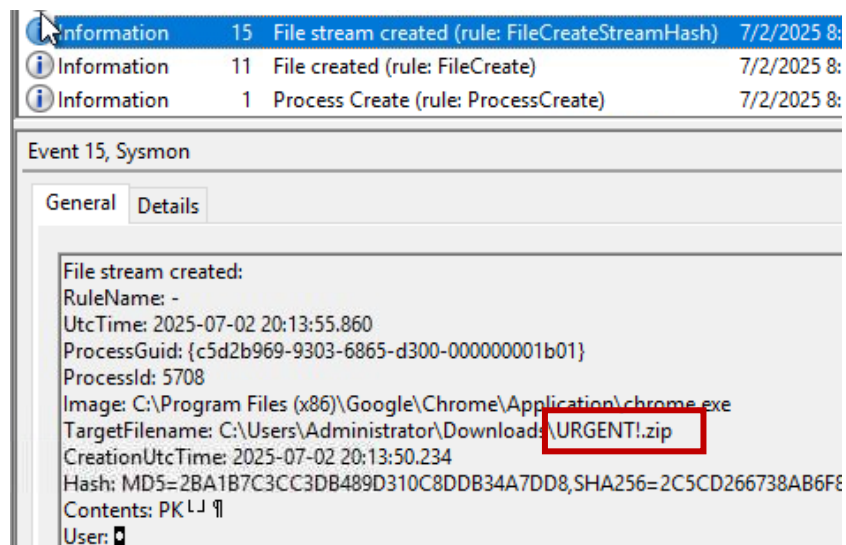 Information 15 File stream created (rule: FileCreateStreamHash) 7/2/2025 8:
Information 11 File created (rule: FileCreate) 7/2/2025 8:
Information 1 Process Create (rule: ProcessCreate) 7/2/2025 8:
Event 15, Sysmon
General Details
File stream created:
RuleName: -
UtcTime: 2025-07-02 20:13:55.860
ProcessGuid: {c5d2b969-9303-6865-d300-000000001b01}
ProcessId: 5708
Image: C:\Program Files (x86)\Google\Chrome\Application\chrome.exe
TargetFilename: C:\Users\Administrator\Downloads\URGENT!.zip
CreationUtcTime: 2025-07-02 20:13:50.234
Hash: MD5=2BA1B7C3CC3DB489D310C8DDB34A7DD8,SHA256=2C5CD266738AB6F8
Contents: PK└┘¶
User: ◘